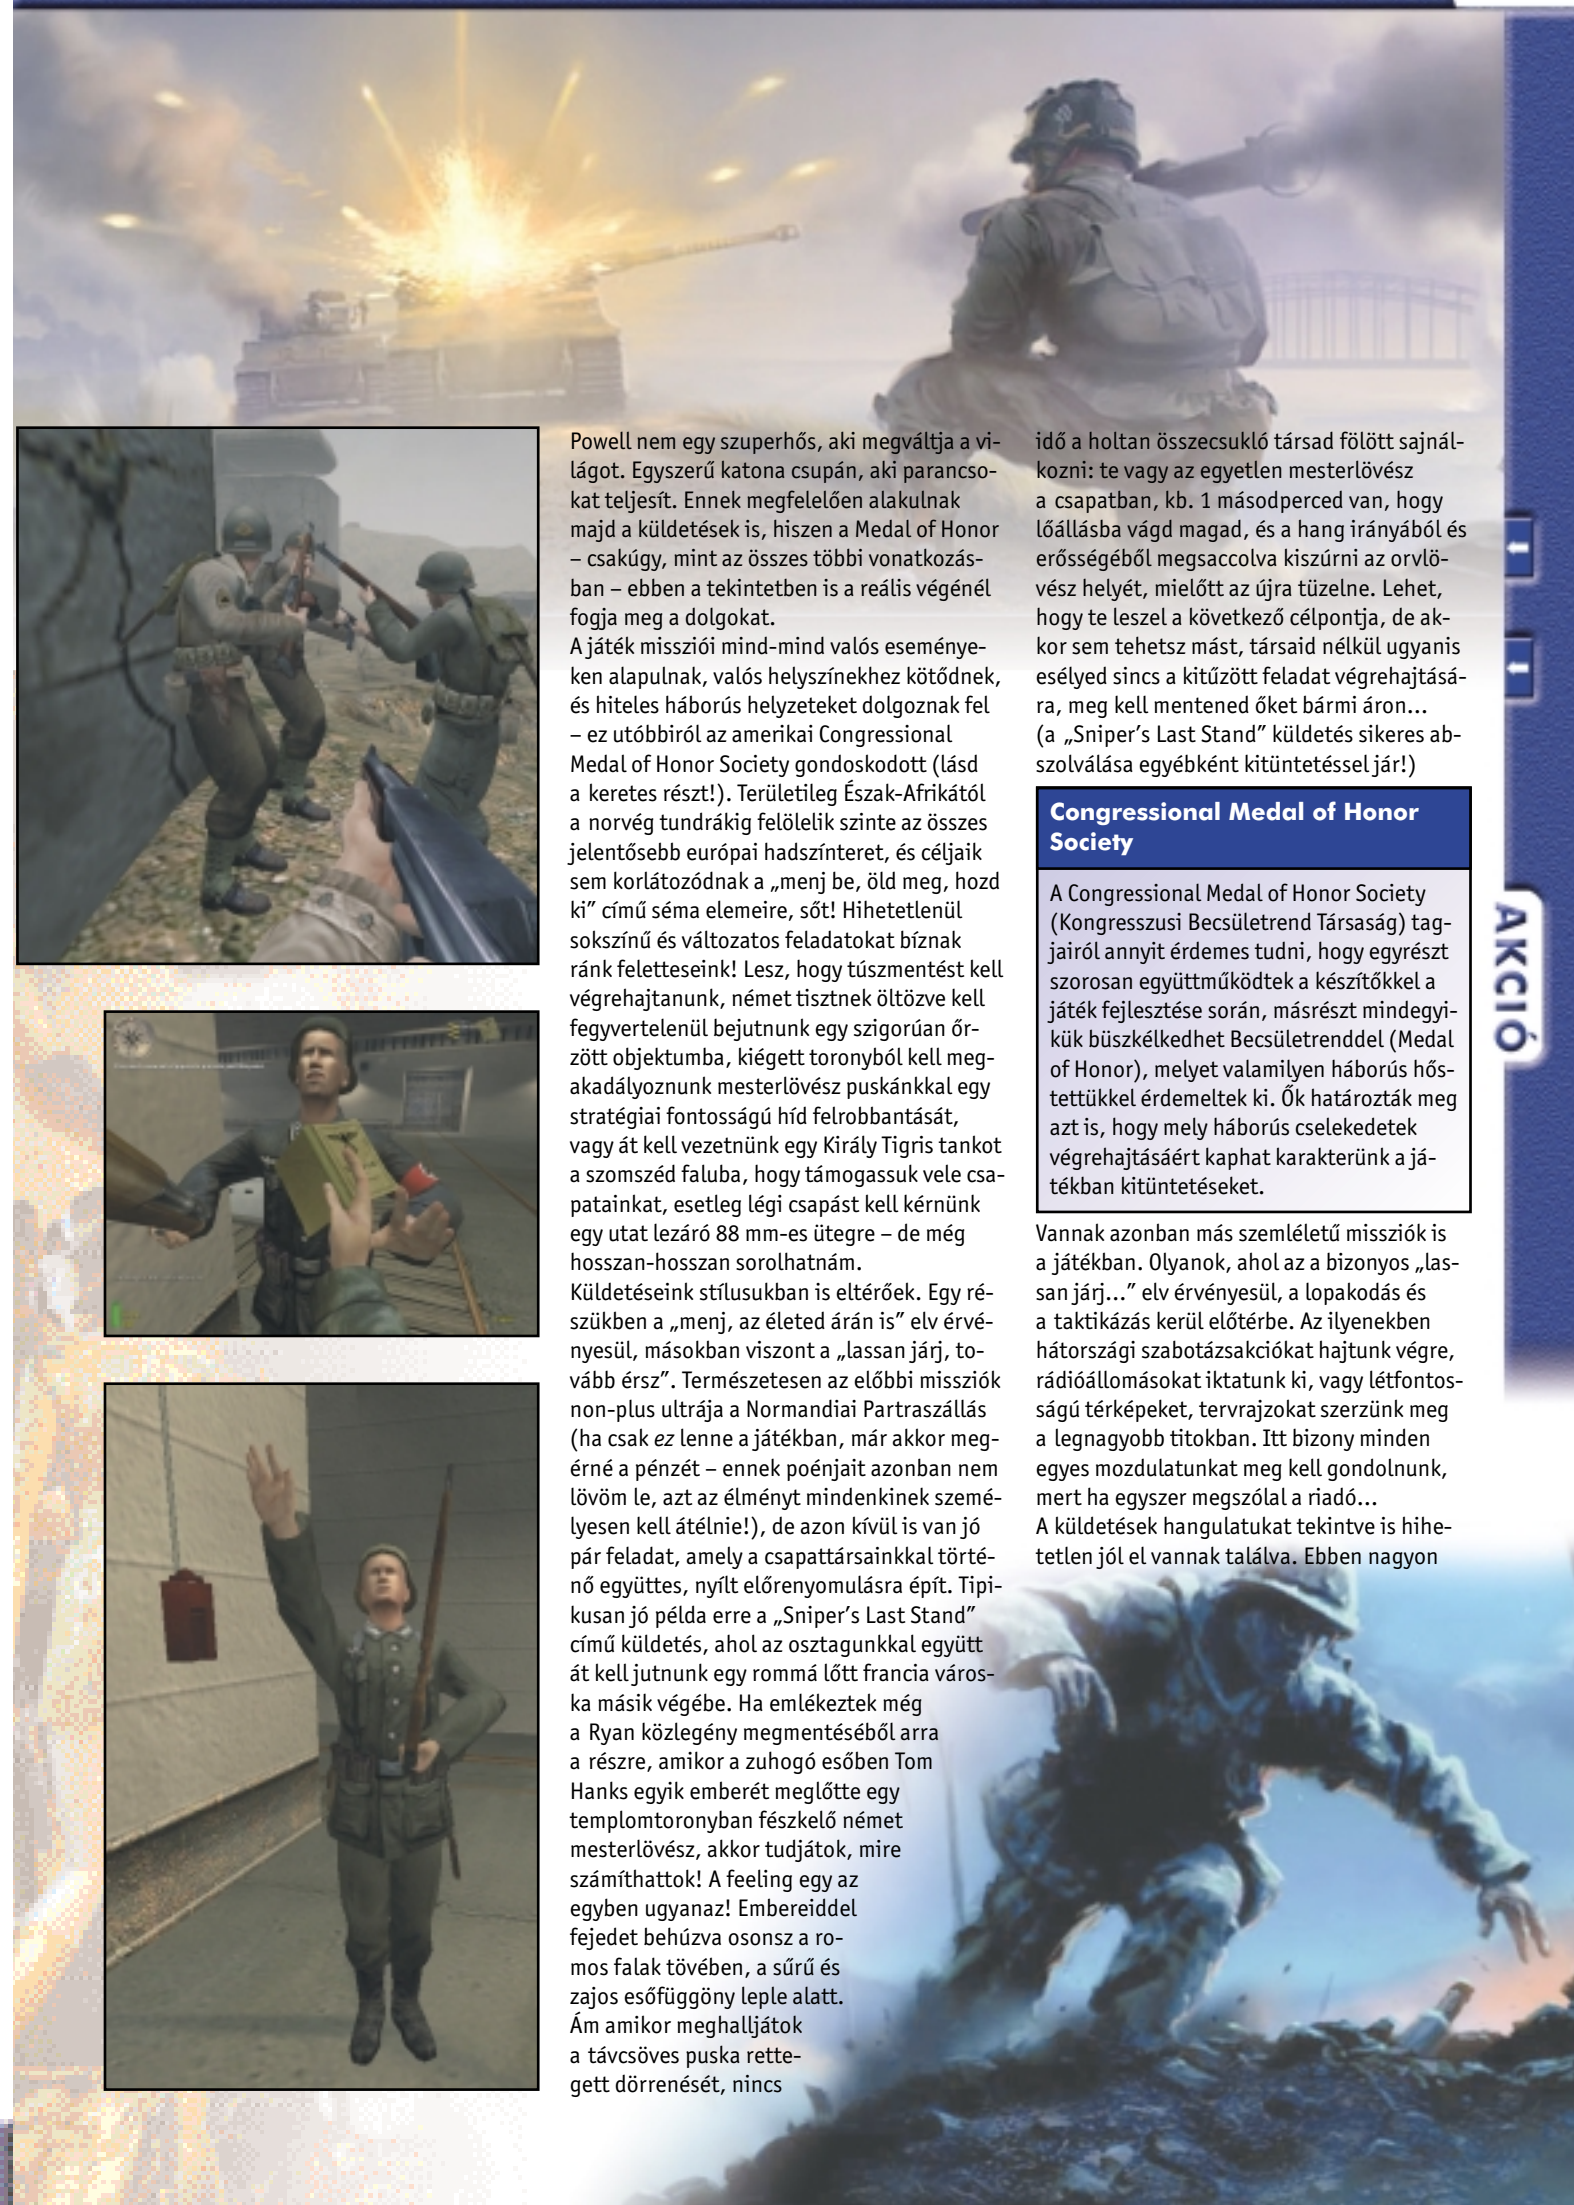 Powell nem egy szuperhős, aki megváltja a vi-
lágot. Egyszerű katona csupán, aki parancso-
kat teljesít. Ennek megfelelően alakulnak
majd a küldetések is, hiszen a Medal of Honor
– csakúgy, mint az összes többi vonatkozás-
ban – ebben a tekintetben is a reális végénél
fogja meg a dolgokat.
A játék missziói mind-mind valós eseménye-
ken alapulnak, valós helyszínekhez kötődnek,
és hiteles háborús helyzeteket dolgoznak fel
– ez utóbbiról az amerikai Congressional
Medal of Honor Society gondoskodott (lásd
a keretes részt!). Területileg Észak-Afrikától
a norvég tundrákig felölelik szinte az összes
jelentősebb európai hadszínteret, és céljaik
sem korlátozódnak a „menj be, öld meg, hozd
ki” című séma elemeire, sőt! Hihetetlenül
sokszínű és változatos feladatokat bíznak
ránk feletteseink! Lesz, hogy túszmentést kell
végrehajtanunk, német tisztnek öltözve kell
fegyvertelenül bejutnunk egy szigorúan őr-
zött objektumba, kiégett toronyból kell meg-
akadályoznunk mesterlövész puskánkkal egy
stratégiai fontosságú híd felrobbantását,
vagy át kell vezetnünk egy Király Tigris tankot
a szomszéd faluba, hogy támogassuk vele csa-
patainkat, esetleg légi csapást kell kérnünk
egy utat lezáró 88 mm-es ütegre – de még
hosszan-hosszan sorolhatnám.
Küldetéseink stílusukban is eltérőek. Egy ré-
szükben a „menj, az életed árán is” elv érvé-
nyesül, másokban viszont a „lassan járj, to-
vább érsz”. Természetesen az előbbi missziók
non-plus ultrája a Normandiai Partraszállás
(ha csak ez lenne a játékban, már akkor meg-
érné a pénzét – ennek poénjait azonban nem
lövöm le, azt az élményt mindenkinek szemé-
lyesen kell átélnie!), de azon kívül is van jó
pár feladat, amely a csapattársainkkal törté-
nő együttes, nyílt előrenyomulásra épít. Tipi-
kusan jó példa erre a „Sniper’s Last Stand”
című küldetés, ahol az osztagunkkal együtt
át kell jutnunk egy rommá lőtt francia város-
ka másik végébe. Ha emlékeztek még
a Ryan közlegény megmentéséből arra
a részre, amikor a zuhogó esőben Tom
Hanks egyik emberét meglőtte egy
templomtoronyban fészkelő német
mesterlövész, akkor tudjátok, mire
számíthattok! A feeling egy az
egyben ugyanaz! Embereiddel
fejedet behúzva osonsz a ro-
mos falak tövében, a sűrű és
zajos esőfüggöny leple alatt.
Ám amikor meghalljátok
a távcsöves puska rette-
gett dörrenését, nincs
idő a holtan összecsukló társad fölött sajnál-
kozni: te vagy az egyetlen mesterlövész
a csapatban, kb. 1 másodperced van, hogy
lőállásba vágd magad, és a hang irányából és
erősségéből megsaccolva kiszúrni az orvlö-
vész helyét, mielőtt az újra tüzelne. Lehet,
hogy te leszel a következő célpontja, de ak-
kor sem tehetsz mást, társaid nélkül ugyanis
esélyed sincs a kitűzött feladat végrehajtásá-
ra, meg kell mentened őket bármi áron...
(a „Sniper’s Last Stand” küldetés sikeres ab-
szolválása egyébként kitüntetéssel jár!)
Congressional Medal of Honor
Society
A Congressional Medal of Honor Society
(Kongresszusi Becsületrend Társaság) tag-
jairól annyit érdemes tudni, hogy egyrészt
szorosan együttműködtek a készítőkkel a
játék fejlesztése során, másrészt mindegyi-
kük büszkélkedhet Becsületrenddel (Medal
of Honor), melyet valamilyen háborús hős-
tettükkel érdemeltek ki. Ők határozták meg
azt is, hogy mely háborús cselekedetek
végrehajtásáért kaphat karakterünk a já-
tékban kitüntetéseket.
Vannak azonban más szemléletű missziók is
a játékban. Olyanok, ahol az a bizonyos „las-
san járj...” elv érvényesül, a lopakodás és
a taktikázás kerül előtérbe. Az ilyenekben
hátországi szabotázsakciókat hajtunk végre,
rádióállomásokat iktatunk ki, vagy létfontos-
ságú térképeket, tervrajzokat szerzünk meg
a legnagyobb titokban. Itt bizony minden
egyes mozdulatunkat meg kell gondolnunk,
mert ha egyszer megszólal a riadó...
A küldetések hangulatukat tekintve is hihe-
tetlen jól el vannak találva. Ebben nagyon
AKCIÓ